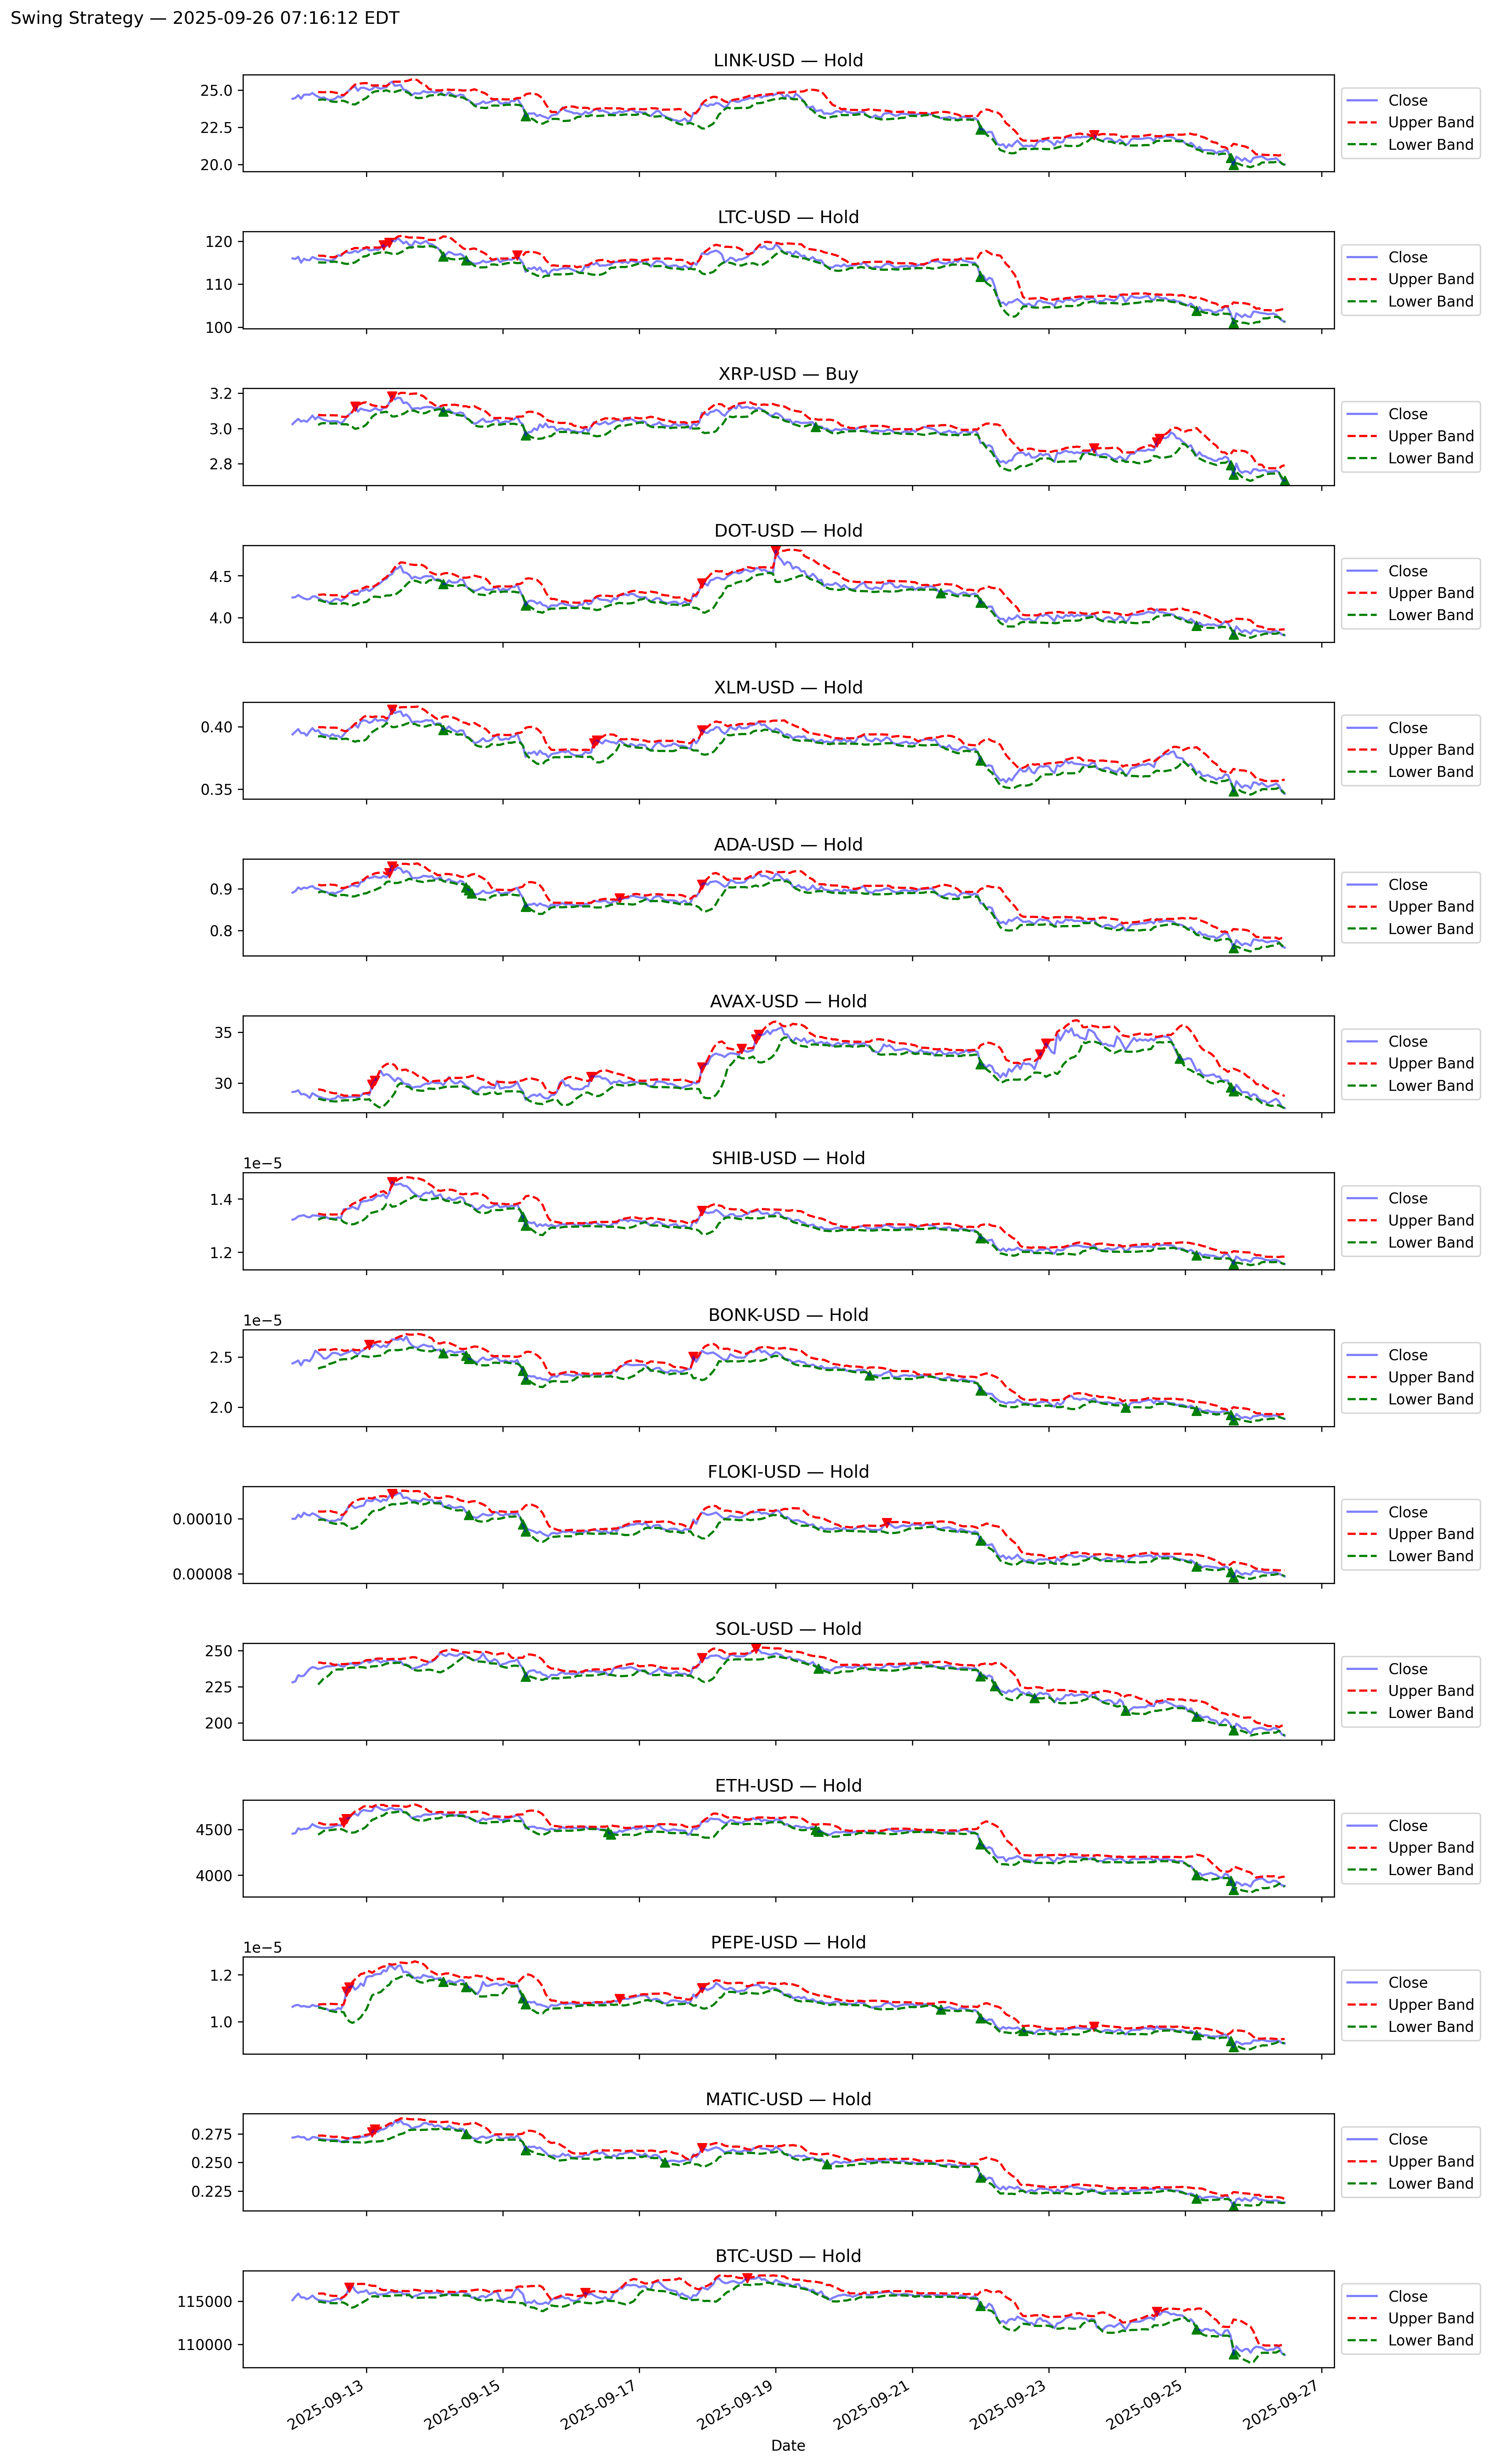 Swing Strategy — 2025-09-26 07:16:12 EDT
LINK-USD — Hold
25.0
22.5
20.0
Close
Upper Band
Lower Band
LTC-USD — Hold
120
110
100
Close
Upper Band
Lower Band
XRP-USD — Buy
3.2
3.0
2.8
Close
Upper Band
Lower Band
DOT-USD — Hold
4.5
4.0
Close
Upper Band
Lower Band
XLM-USD — Hold
0.40
0.35
Close
Upper Band
Lower Band
ADA-USD — Hold
0.9
0.8
Close
Upper Band
Lower Band
AVAX-USD — Hold
35
30
Close
Upper Band
Lower Band
SHIB-USD — Hold
1e−5
1.4
1.2
Close
Upper Band
Lower Band
BONK-USD — Hold
1e−5
2.5
2.0
Close
Upper Band
Lower Band
FLOKI-USD — Hold
0.00010
0.00008
Close
Upper Band
Lower Band
SOL-USD — Hold
250
225
200
Close
Upper Band
Lower Band
ETH-USD — Hold
4500
4000
Close
Upper Band
Lower Band
PEPE-USD — Hold
1e−5
1.2
1.0
Close
Upper Band
Lower Band
MATIC-USD — Hold
0.275
0.250
0.225
Close
Upper Band
Lower Band
BTC-USD — Hold
115000
110000
Close
Upper Band
Lower Band
2025-09-13
2025-09-15
2025-09-17
2025-09-19
2025-09-21
2025-09-23
2025-09-25
2025-09-27
Date